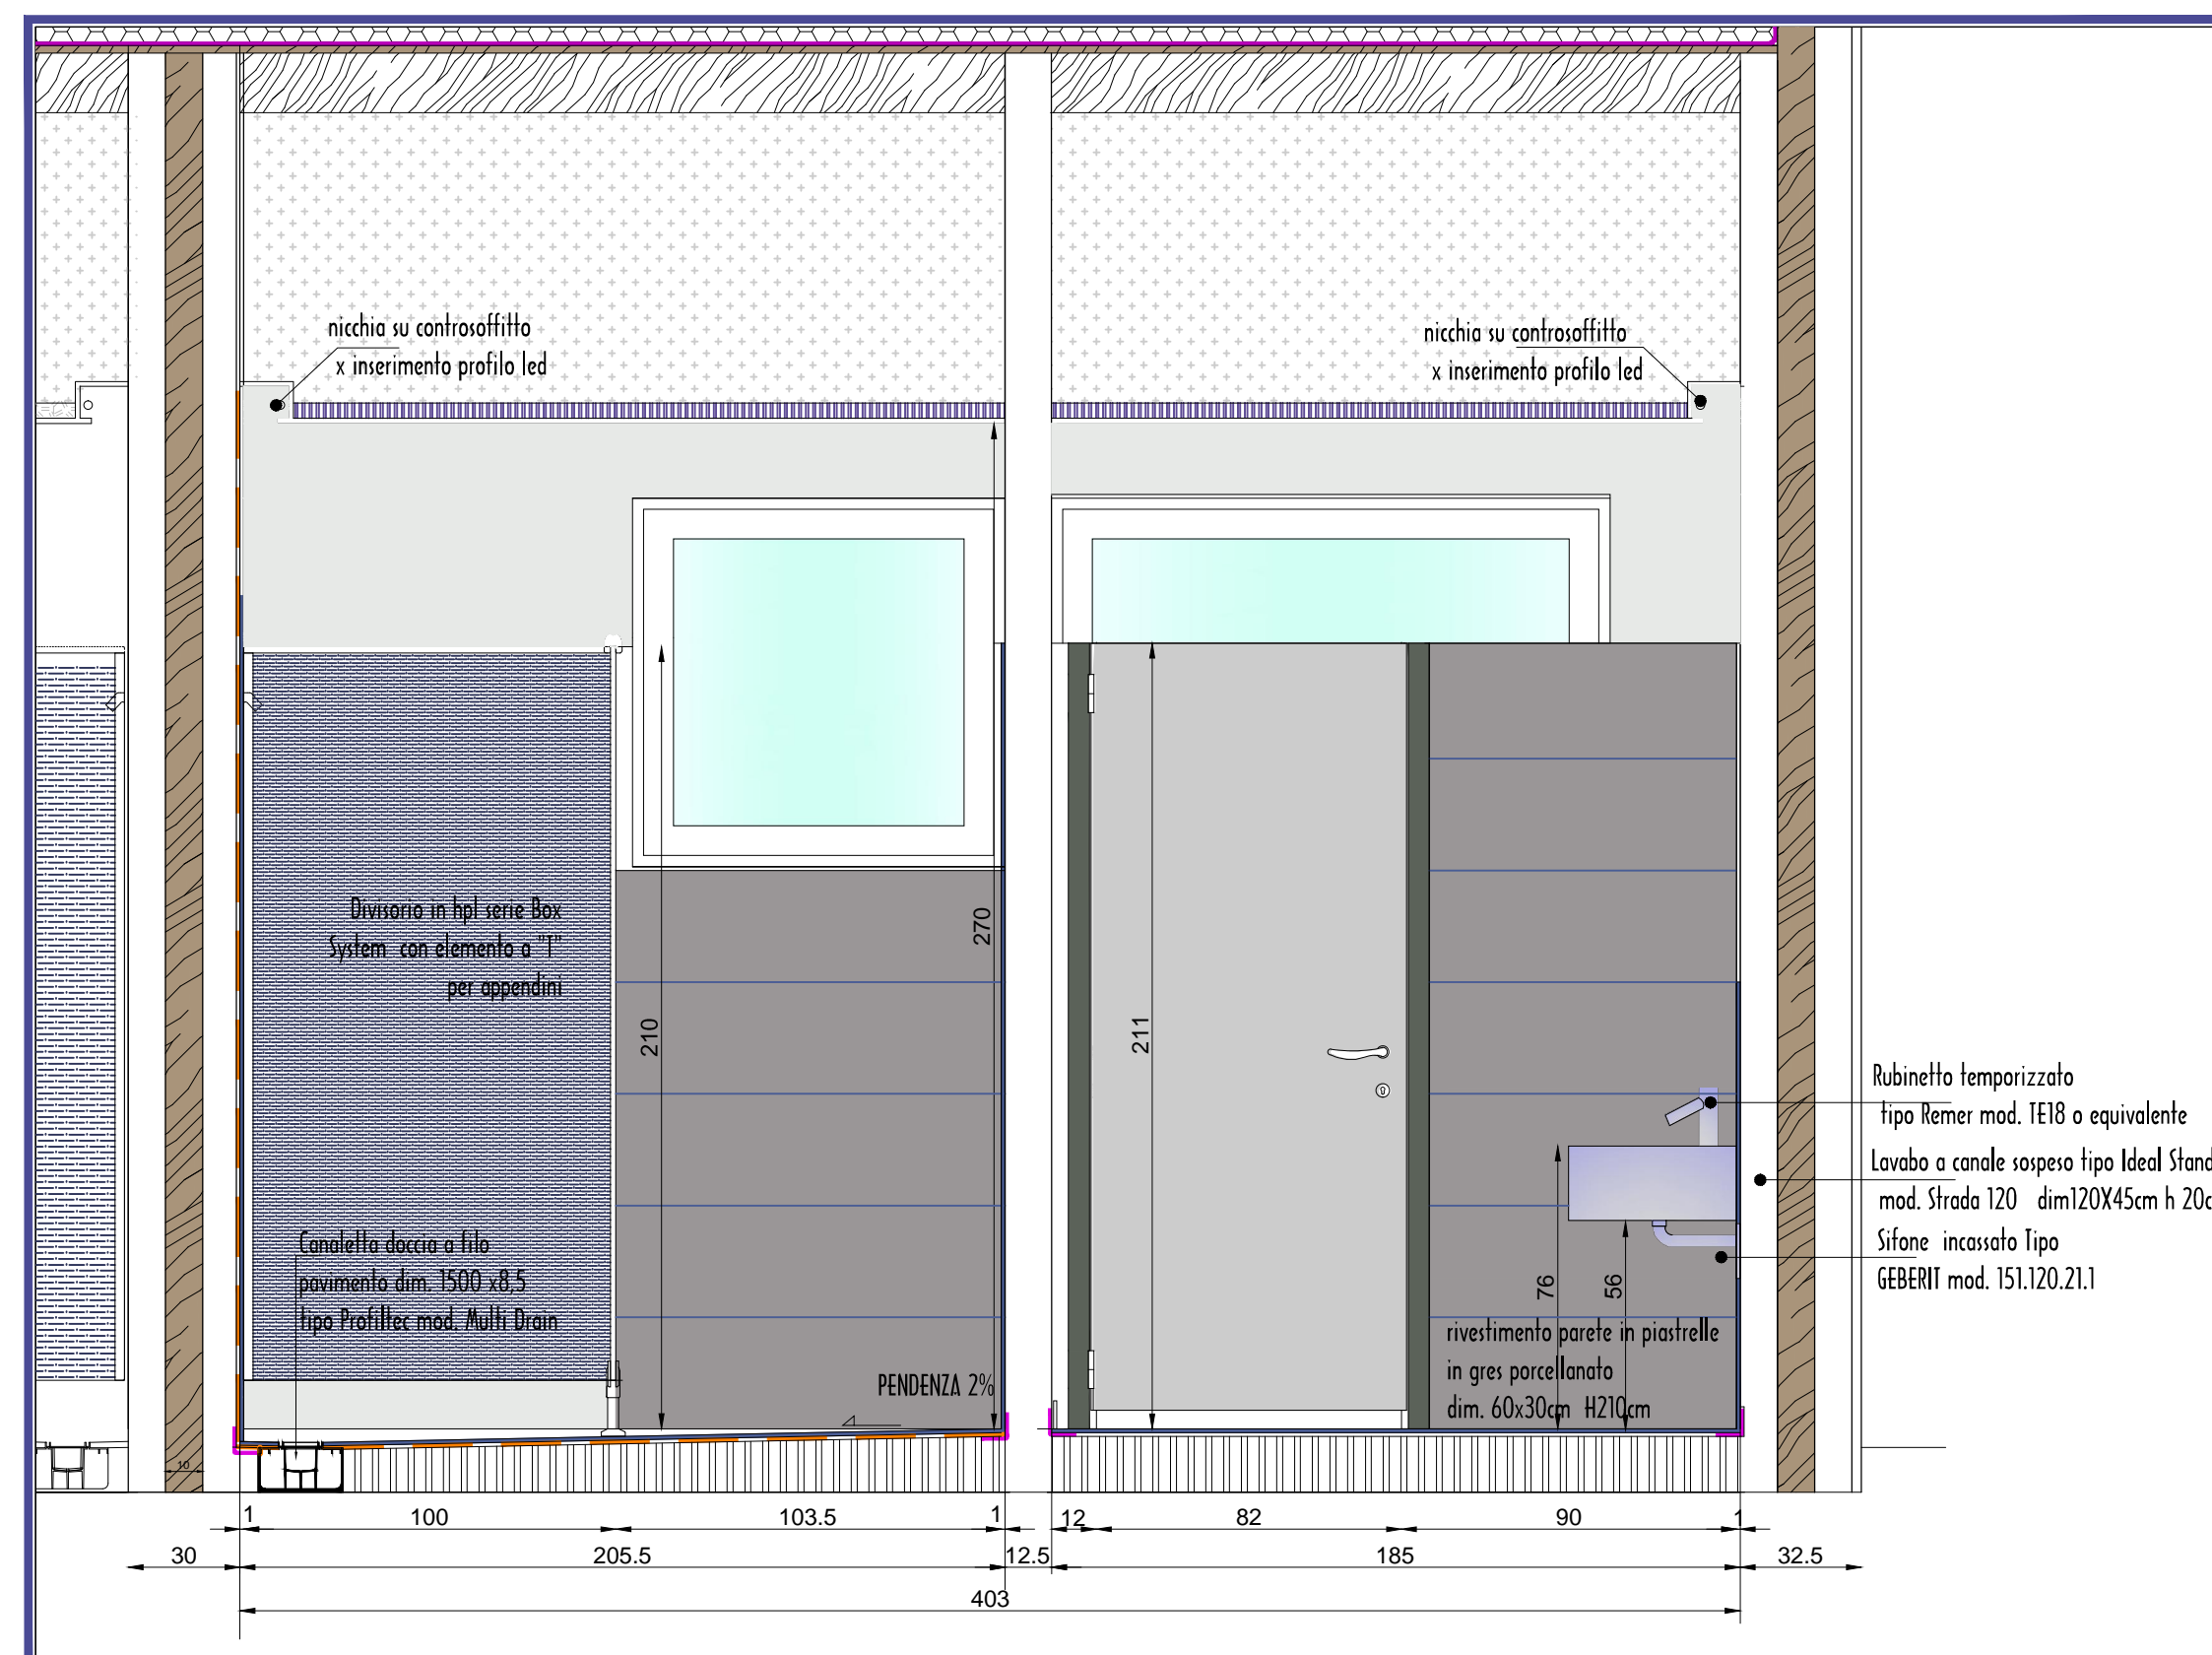 nicchia su controsoffitto
x inserimento profilo led
nicchia su controsoffitto
x inserimento profilo led
Divisorio in hpl serie Box
System con elemento a "T"
per appendini
270
210
211
Rubinetto temporizzato
tipo Remer mod. TE18 o equivalente
Lavabo a canale sospeso tipo Ideal Stand
mod. Strada 120 dim120X45cm h 20c
Sifone incassato Tipo
GEBERIT mod. 151.120.21.1
Canaletta doccia a filo
pavimento dim. 1500 x8,5
tipo Profiltec mod. Multi Drain
76
56
rivestimento parete in piastrelle
in gres porcellanato
dim. 60x30cm H210cm
PENDENZA 2%
10
1 100 103.5 1 12 82 90 1
30 205.5 12.5 185 32.5
403